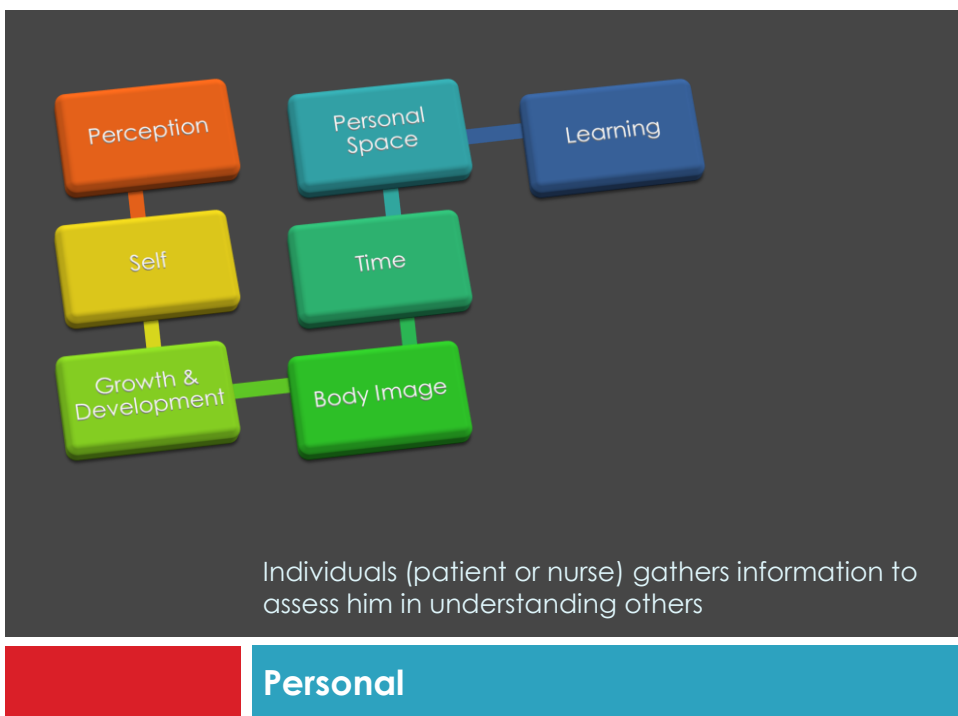 Perception
Self
Growth &
Development
Body Image
Time
Personal
Space
Learning
Individuals (patient or nurse) gathers information to
assess him in understanding others
Personal